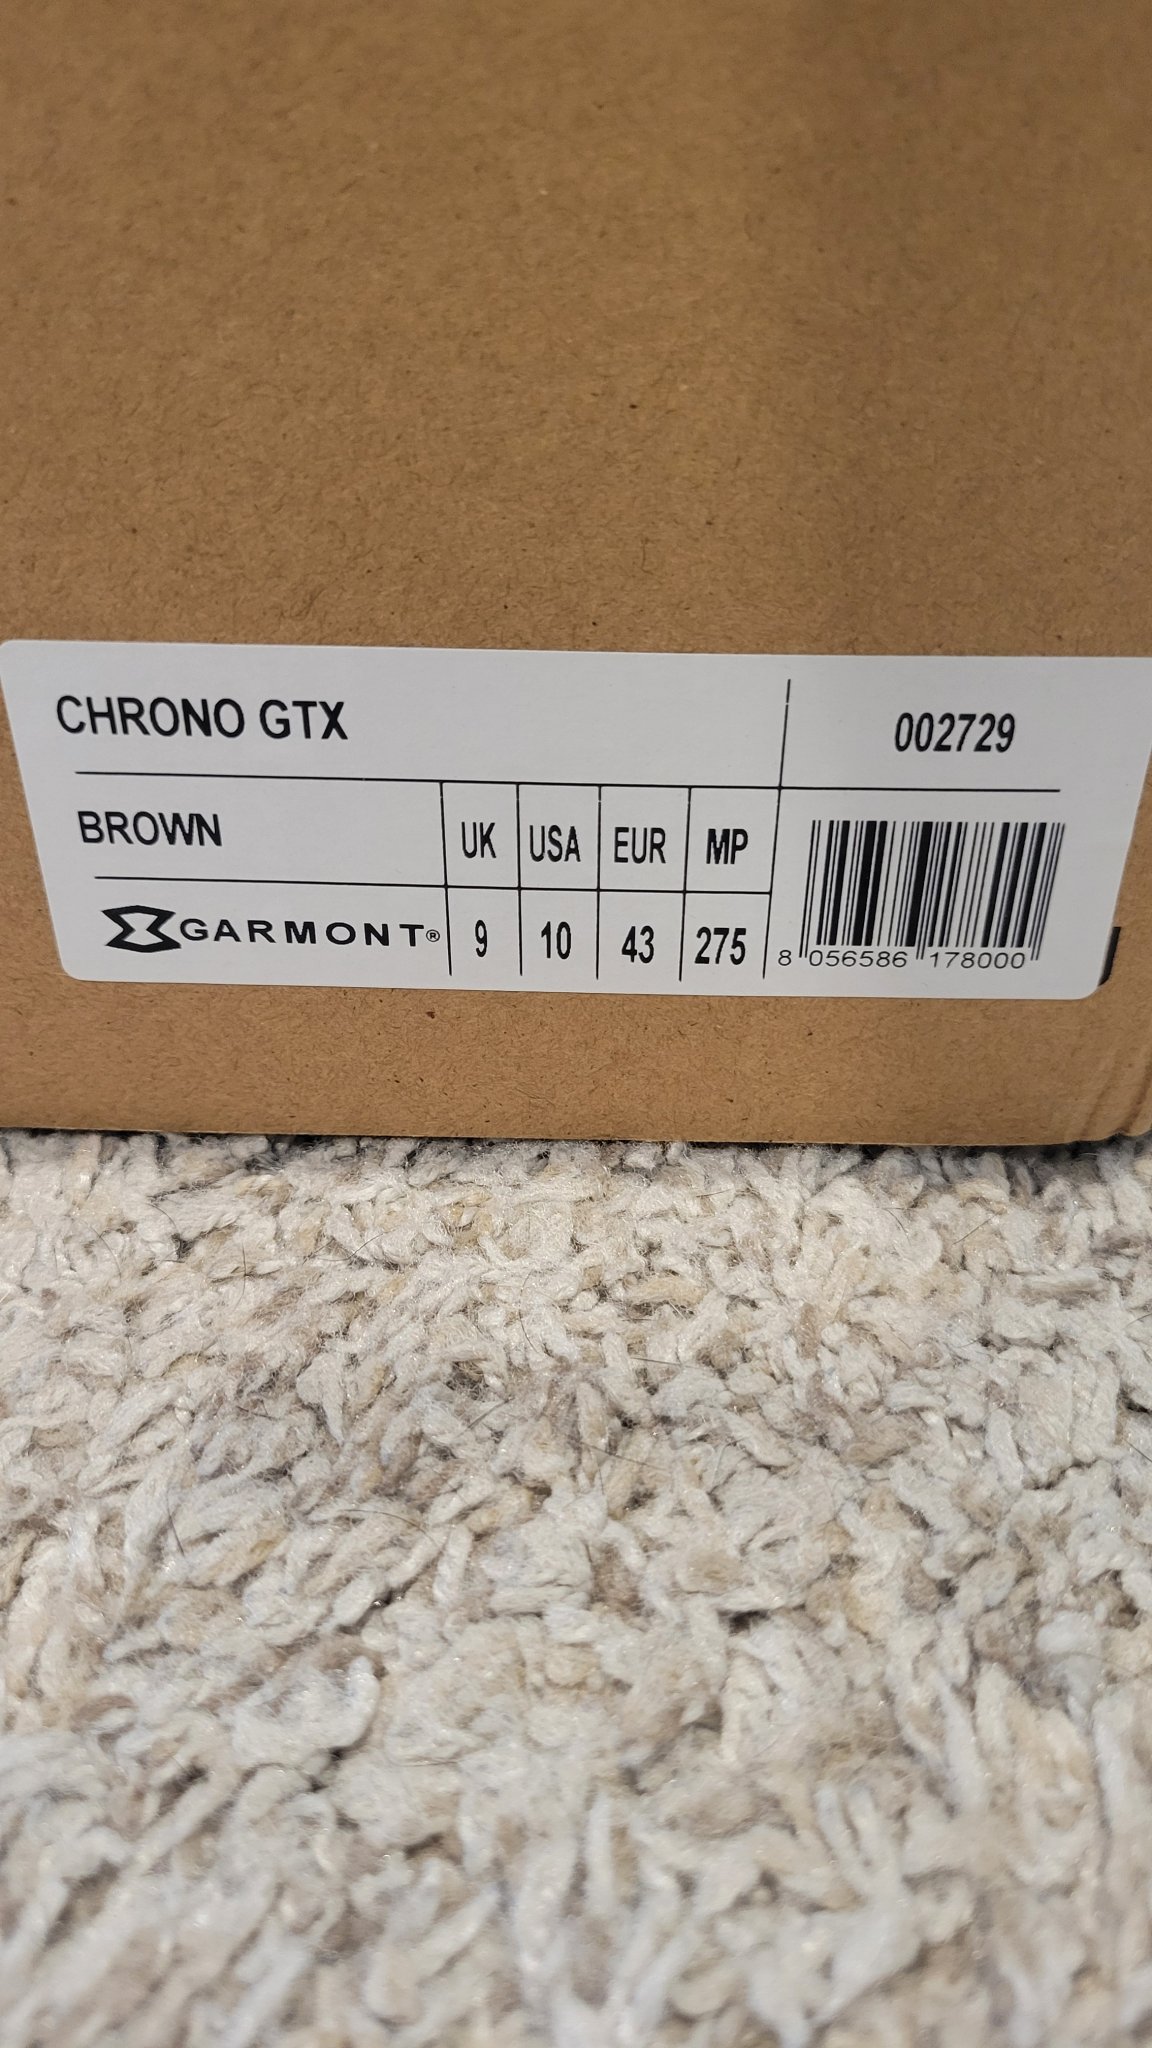 CHRONO GTX
002729
BROWN
UK USA EUR MP
GARMONT®
9 10 43 275
8 056586 178000